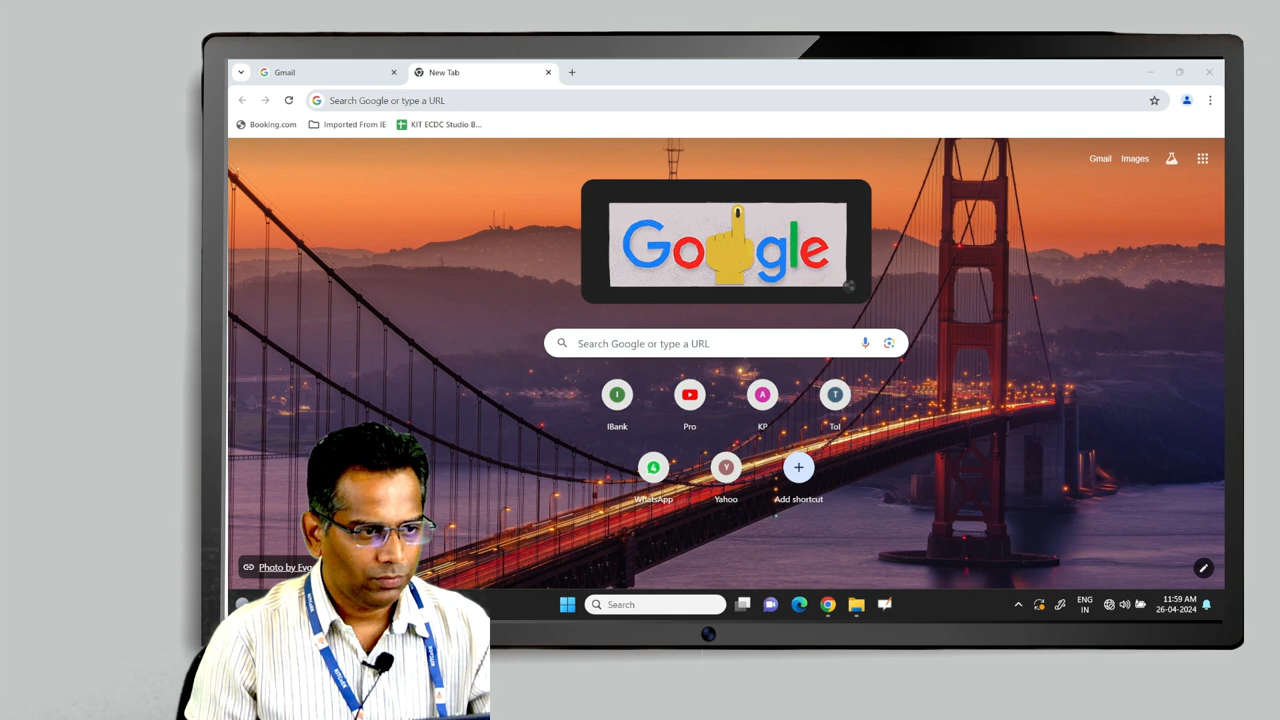 Gmail
New Tab
Search Google or type a URL
Booking.com
Imported From IE
KIT ECDC Studio B...
Gmail Images
Google
Search Google or type a URL
I
A
T
IBank
Pro
KP
ToI
Y
WhatsApp
Yahoo
Add shortcut
Photo by Evg
Search
ENG
IN
11:59 AM
26-04-2024